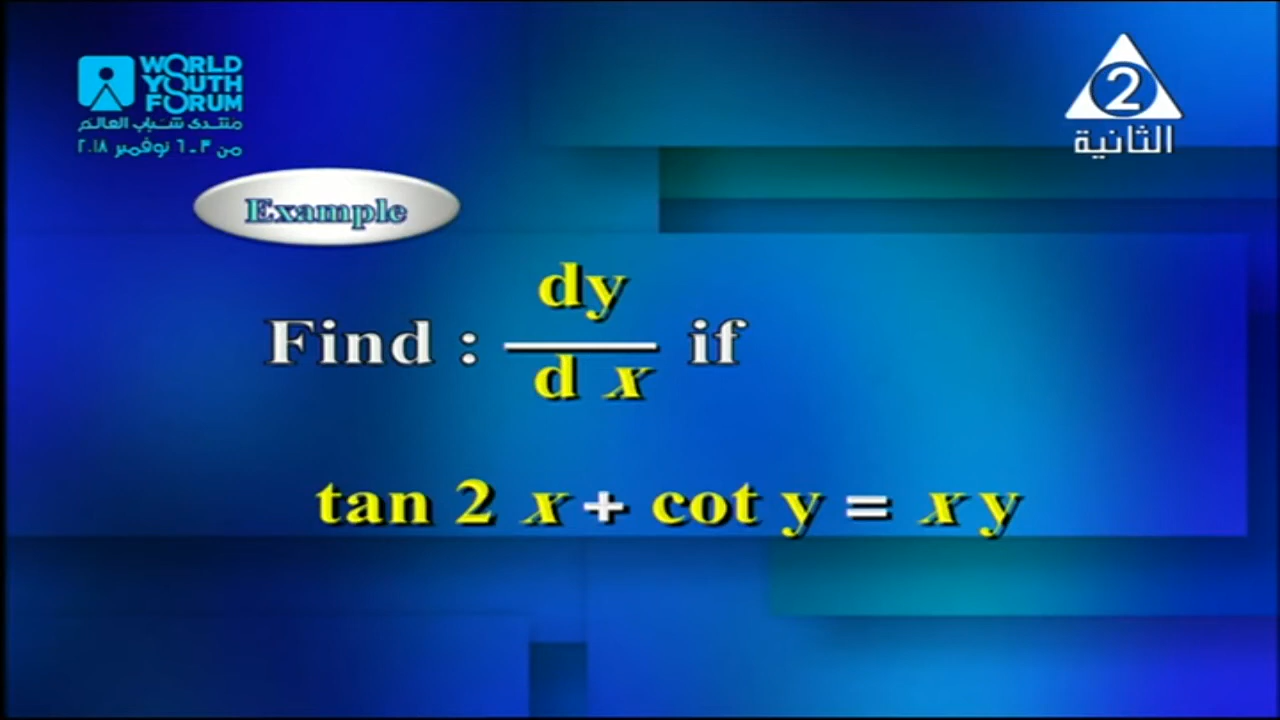 WORLD
YOUTH
FORUM
منتدى شباب العالم
من ٣ - ٦ نوفمبر ٢٠١٨
2
الثانية
Example
Find : dy / d x if
tan 2 x + cot y = x y